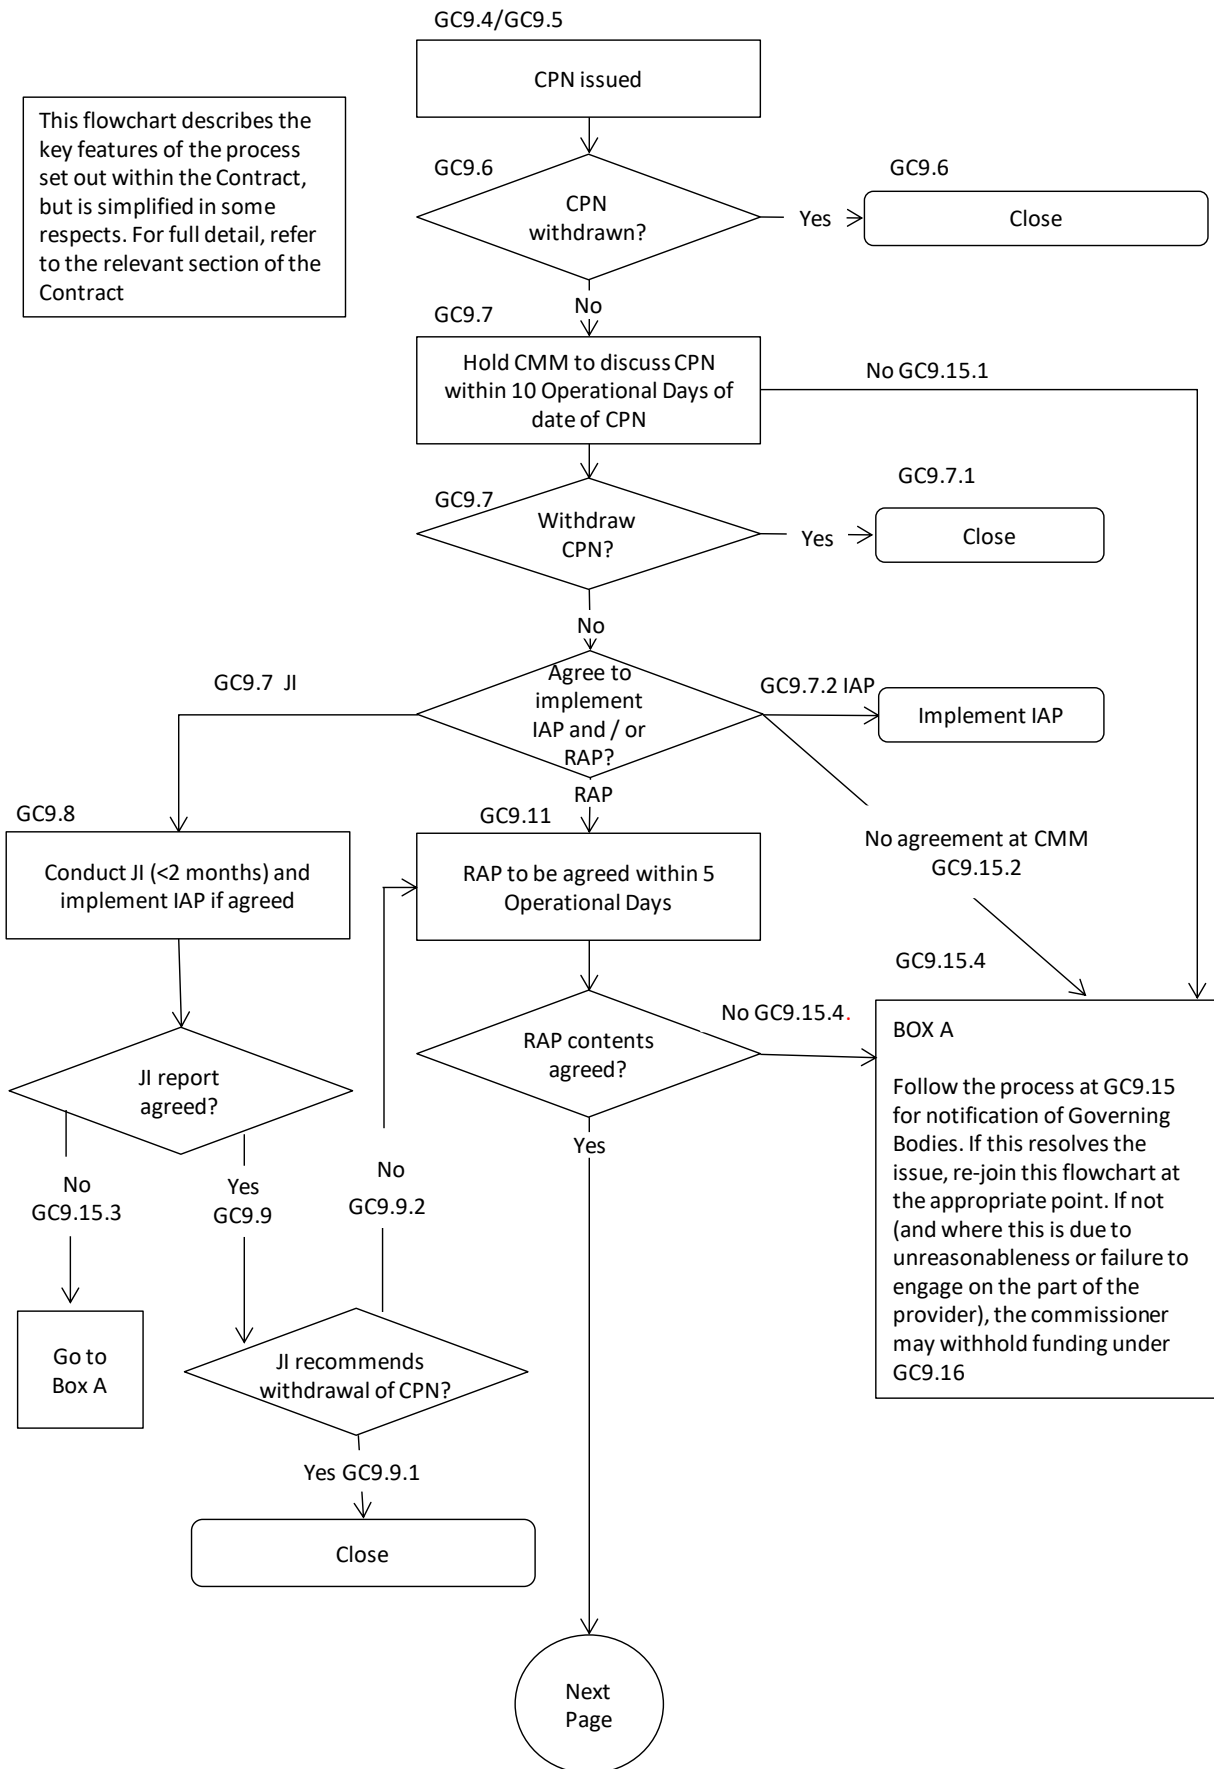 GC9.4/GC9.5
CPN issued
This flowchart describes the
key features of the process
set out within the Contract,
but is simplified in some
respects. For full detail, refer
to the relevant section of the
Contract
GC9.6
CPN
withdrawn?
Yes
GC9.6
Close
No
GC9.7
Hold CMM to discuss CPN
within 10 Operational Days of
date of CPN
No GC9.15.1
GC9.7
Withdraw
CPN?
Yes
GC9.7.1
Close
No
GC9.7 JI
Agree to
implement
IAP and / or
RAP?
GC9.7.2 IAP
Implement IAP
RAP
GC9.8
Conduct JI (<2 months) and
implement IAP if agreed
GC9.11
RAP to be agreed within 5
Operational Days
No agreement at CMM
GC9.15.2
GC9.15.4
JI report
agreed?
RAP contents
agreed?
No GC9.15.4.
BOX A
Follow the process at GC9.15
for notification of Governing
Bodies. If this resolves the
issue, re-join this flowchart at
the appropriate point. If not
(and where this is due to
unreasonableness or failure to
engage on the part of the
provider), the commissioner
may withhold funding under
GC9.16
No
GC9.15.3
Yes
GC9.9
No
GC9.9.2
Yes
Go to
Box A
JI recommends
withdrawal of CPN?
Yes GC9.9.1
Close
Next
Page